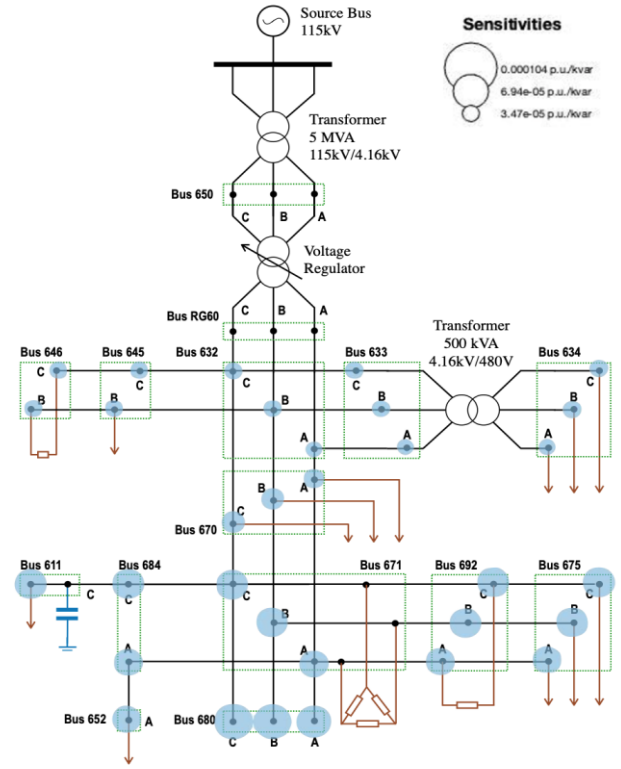 Source Bus
115kV
Sensitivities
0.000104 p.u./kvar
6.94e-05 p.u./kvar
3.47e-05 p.u./kvar
Transformer
5 MVA
115kV/4.16kV
Bus 650
C B A
Voltage
Regulator
C B A
Bus RG60
Transformer
500 kVA
4.16kV/480V
Bus 646 Bus 645 Bus 632 Bus 633 Bus 634
C C C C C
B B B B B
A A A
B A
C
Bus 670
Bus 611 Bus 684 Bus 671 Bus 692 Bus 675
C C C C C
B B B
A A A A
Bus 652 A Bus 680
C B A